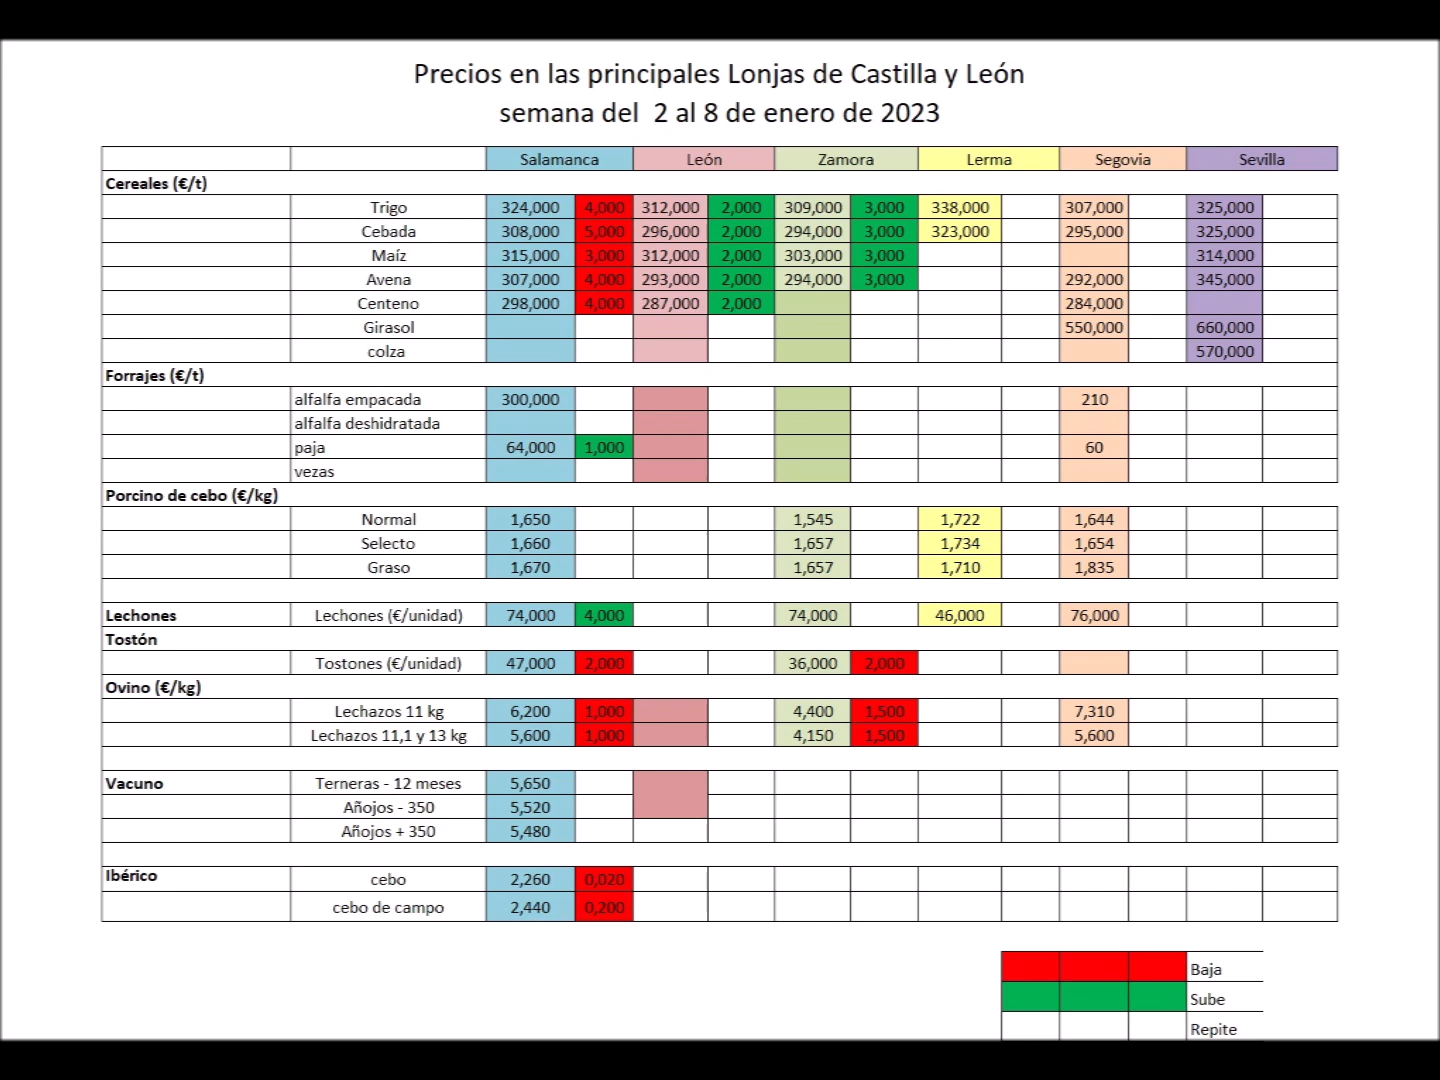 Precios en las principales Lonjas de Castilla y León
semana del 2 al 8 de enero de 2023
Salamanca León Zamora Lerma Segovia Sevilla
Cereales (€/t)
Trigo 324,000 4,000 312,000 2,000 309,000 3,000 338,000 307,000 325,000
Cebada 308,000 5,000 296,000 2,000 294,000 3,000 323,000 295,000 325,000
Maíz 315,000 3,000 312,000 2,000 303,000 3,000 314,000
Avena 307,000 4,000 293,000 2,000 294,000 3,000 292,000 345,000
Centeno 298,000 4,000 287,000 2,000 284,000
Girasol 550,000 660,000
colza 570,000
Forrajes (€/t)
alfalfa empacada 300,000 210
alfalfa deshidratada
paja 64,000 1,000 60
vezas
Porcino de cebo (€/kg)
Normal 1,650 1,545 1,722 1,644
Selecto 1,660 1,657 1,734 1,654
Graso 1,670 1,657 1,710 1,835
Lechones Lechones (€/unidad) 74,000 4,000 74,000 46,000 76,000
Tostón
Tostones (€/unidad) 47,000 2,000 36,000 2,000
Ovino (€/kg)
Lechazos 11 kg 6,200 1,000 4,400 1,500 7,310
Lechazos 11,1 y 13 kg 5,600 1,000 4,150 1,500 5,600
Vacuno Terneras - 12 meses 5,650
Añojos - 350 5,520
Añojos + 350 5,480
Ibérico cebo 2,260 0,020
cebo de campo 2,440 0,200
Baja
Sube
Repite